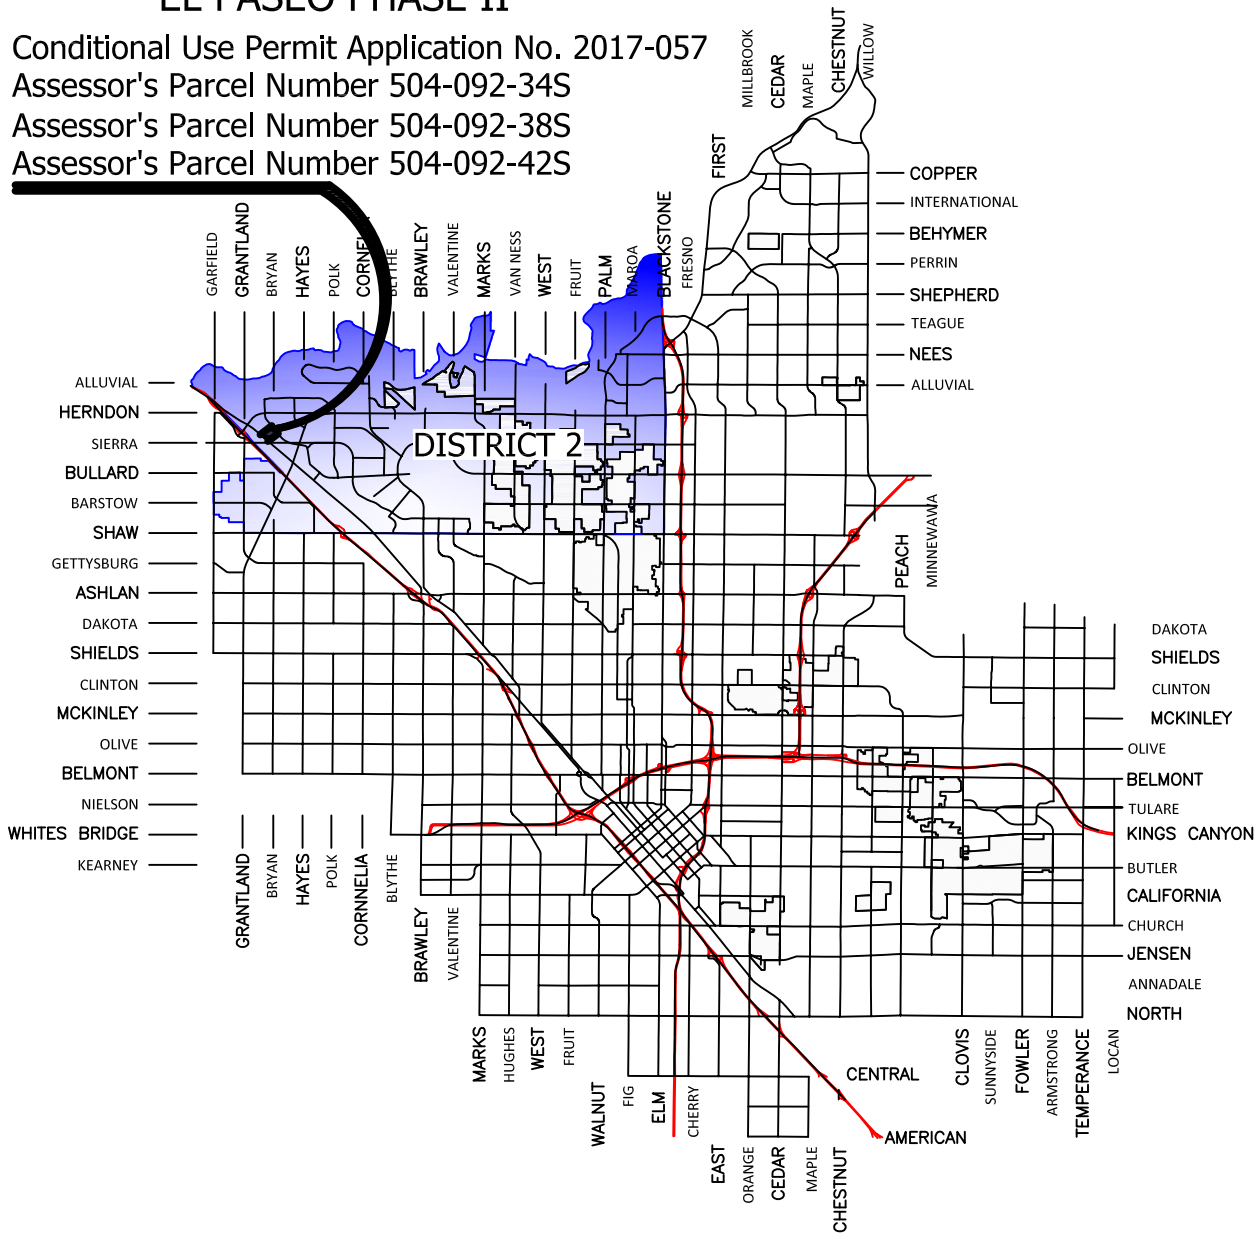 EL PASEO PHASE II
Conditional Use Permit Application No. 2017-057
Assessor's Parcel Number 504-092-34S
Assessor's Parcel Number 504-092-38S
Assessor's Parcel Number 504-092-42S
MILLBROOK
CEDAR
MAPLE
CHESTNUT
WILLOW
FIRST
COPPER
INTERNATIONAL
BEHYMER
PERRIN
SHEPHERD
TEAGUE
NEES
ALLUVIAL
GARFIELD
GRANTLAND
BRYAN
HAYES
POLK
CORNELIA
BLYTHE
BRAWLEY
VALENTINE
MARKS
VAN NESS
WEST
FRUIT
PALM
MAROA
BLACKSTONE
FRESNO
ALLUVIAL
HERNDON
SIERRA
BULLARD
BARSTOW
SHAW
GETTYSBURG
ASHLAN
DAKOTA
SHIELDS
CLINTON
MCKINLEY
OLIVE
BELMONT
NIELSON
WHITES BRIDGE
KEARNEY
DISTRICT 2
PEACH
MINNEWAWA
DAKOTA
SHIELDS
CLINTON
MCKINLEY
OLIVE
BELMONT
TULARE
KINGS CANYON
BUTLER
CALIFORNIA
CHURCH
JENSEN
ANNADALE
NORTH
GRANTLAND
BRYAN
HAYES
POLK
CORNNELIA
BLYTHE
BRAWLEY
VALENTINE
MARKS
HUGHES
WEST
FRUIT
WALNUT
FIG
ELM
CHERRY
EAST
ORANGE
CEDAR
MAPLE
CHESTNUT
CENTRAL
AMERICAN
CLOVIS
SUNNYSIDE
FOWLER
ARMSTRONG
TEMPERANCE
LOCAN